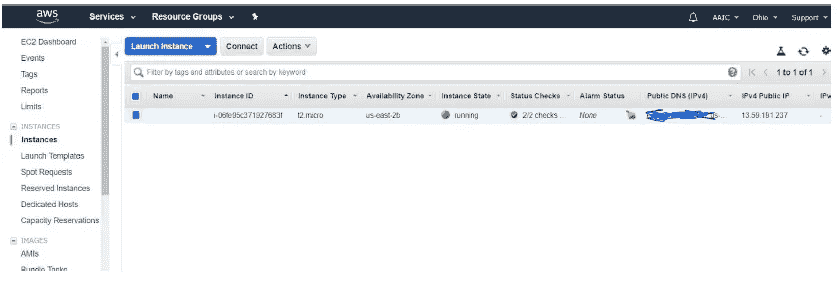 aws Services Resource Groups AAIC Ohio Support
EC2 Dashboard
Events
Tags
Reports
Limits
INSTANCES
Instances
Launch Templates
Spot Requests
Reserved Instances
Dedicated Hosts
Capacity Reservations
IMAGES
AMIs
Bundle Tasks
Launch Instance Connect Actions
Filter by tags and attributes or search by keyword 1 to 1 of 1
Name Instance ID Instance Type Availability Zone Instance State Status Checks Alarm Status Public DNS (IPv4) IPv4 Public IP IPv
t2.micro us-east-2b running 2/2 checks ... None 13.59.191.237 -